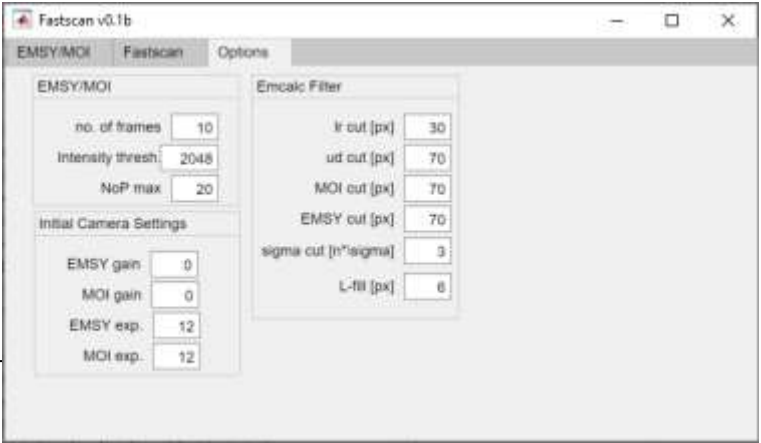 Fastscan v0.1b
EMSY/MOI Fastscan Options
EMSY/MOI
no. of frames 10
Intensity thresh. 2048
NoP max 20
Initial Camera Settings
EMSY gain 0
MOI gain 0
EMSY exp. 12
MOI exp. 12
Emcalc Filter
lr cut [px] 30
ud cut [px] 70
MOI cut [px] 70
EMSY cut [px] 70
sigma cut [n*\sigma] 3
L-fill [px] 6